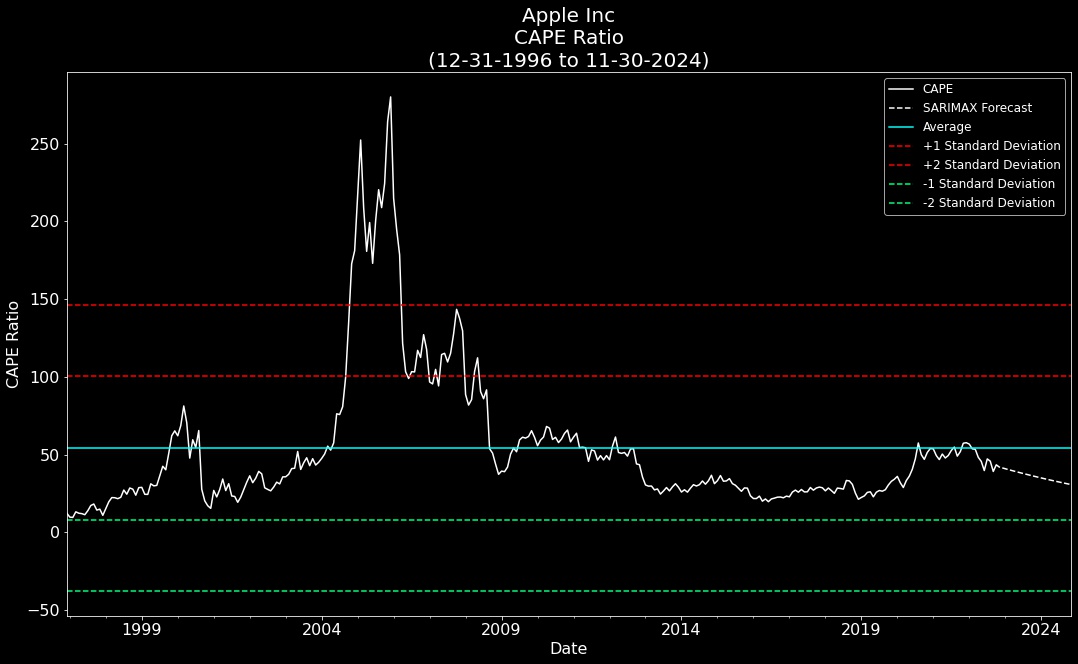 Apple Inc
CAPE Ratio
(12-31-1996 to 11-30-2024)
CAPE
SARIMAX Forecast
Average
+1 Standard Deviation
+2 Standard Deviation
-1 Standard Deviation
-2 Standard Deviation
CAPE Ratio
250
200
150
100
50
0
−50
1999
2004
2009
2014
2019
2024
Date